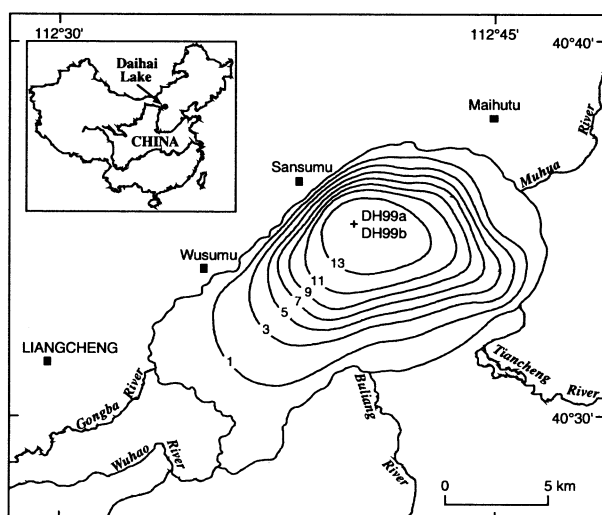 112°30'
112°45'
40°40'
Daihai
Lake
CHINA
Maihutu
Muhua
River
Sansumu
DH99a
DH99b
Wusumu
13
11
9
7
5
3
1
LIANGCHENG
Gongba
River
Tiancheng
River
Buliang
River
40°30'
Wuhao
River
0
5 km